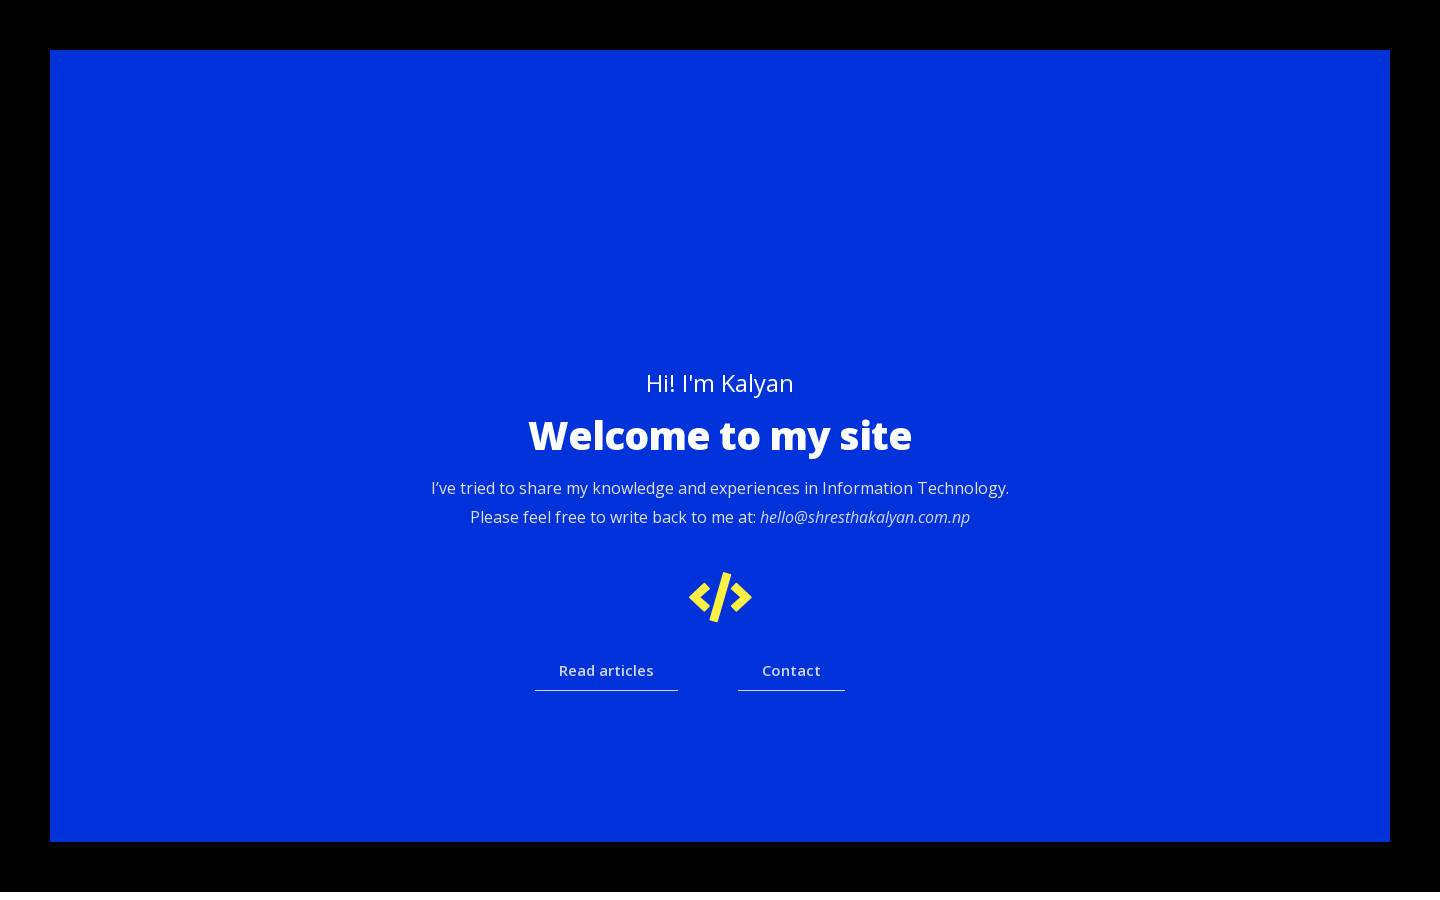 Hi! I'm Kalyan
Welcome to my site
I’ve tried to share my knowledge and experiences in Information Technology.
Please feel free to write back to me at: hello@shresthakalyan.com.np
Read articles
Contact